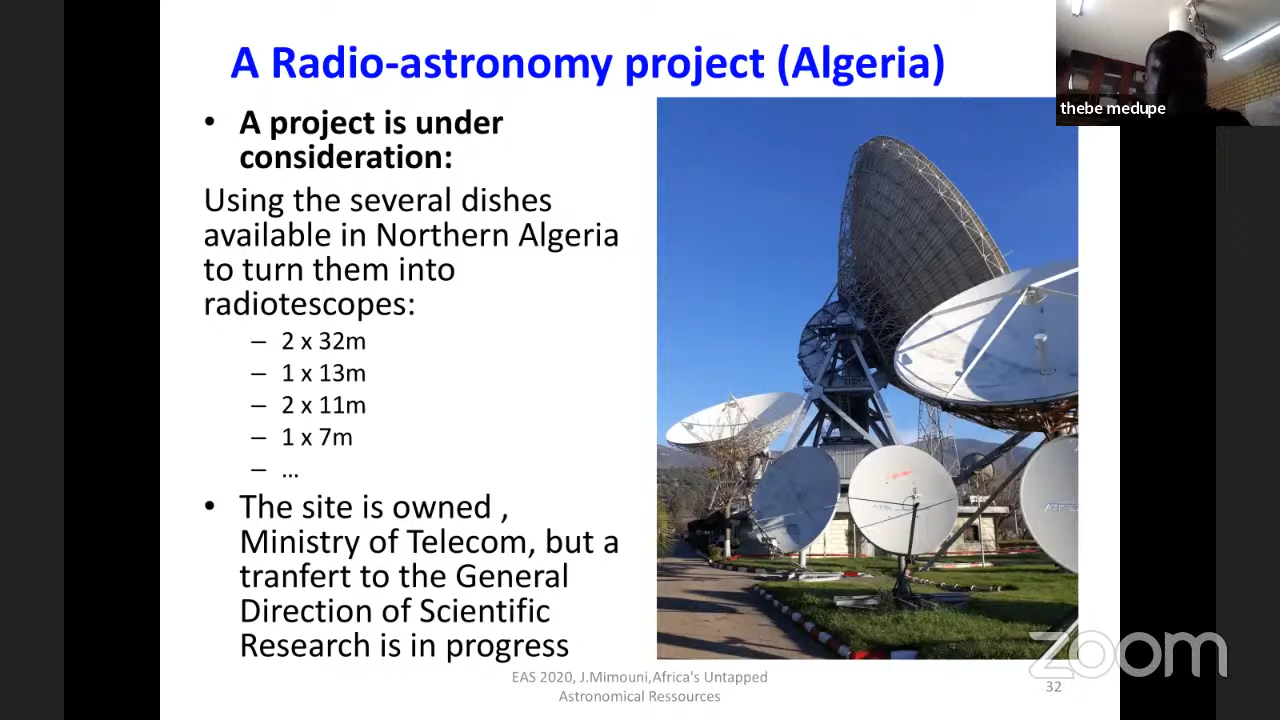 A Radio-astronomy project (Algeria)
thebe medupe
• A project is under
consideration:
Using the several dishes
available in Northern Algeria
to turn them into
radiotescopes:
– 2 x 32m
– 1 x 13m
– 2 x 11m
– 1 x 7m
– ...
• The site is owned ,
Ministry of Telecom, but a
tranfert to the General
Direction of Scientific
Research is in progress
EAS 2020, J.Mimouni,Africa's Untapped
Astronomical Ressources
32
zoom